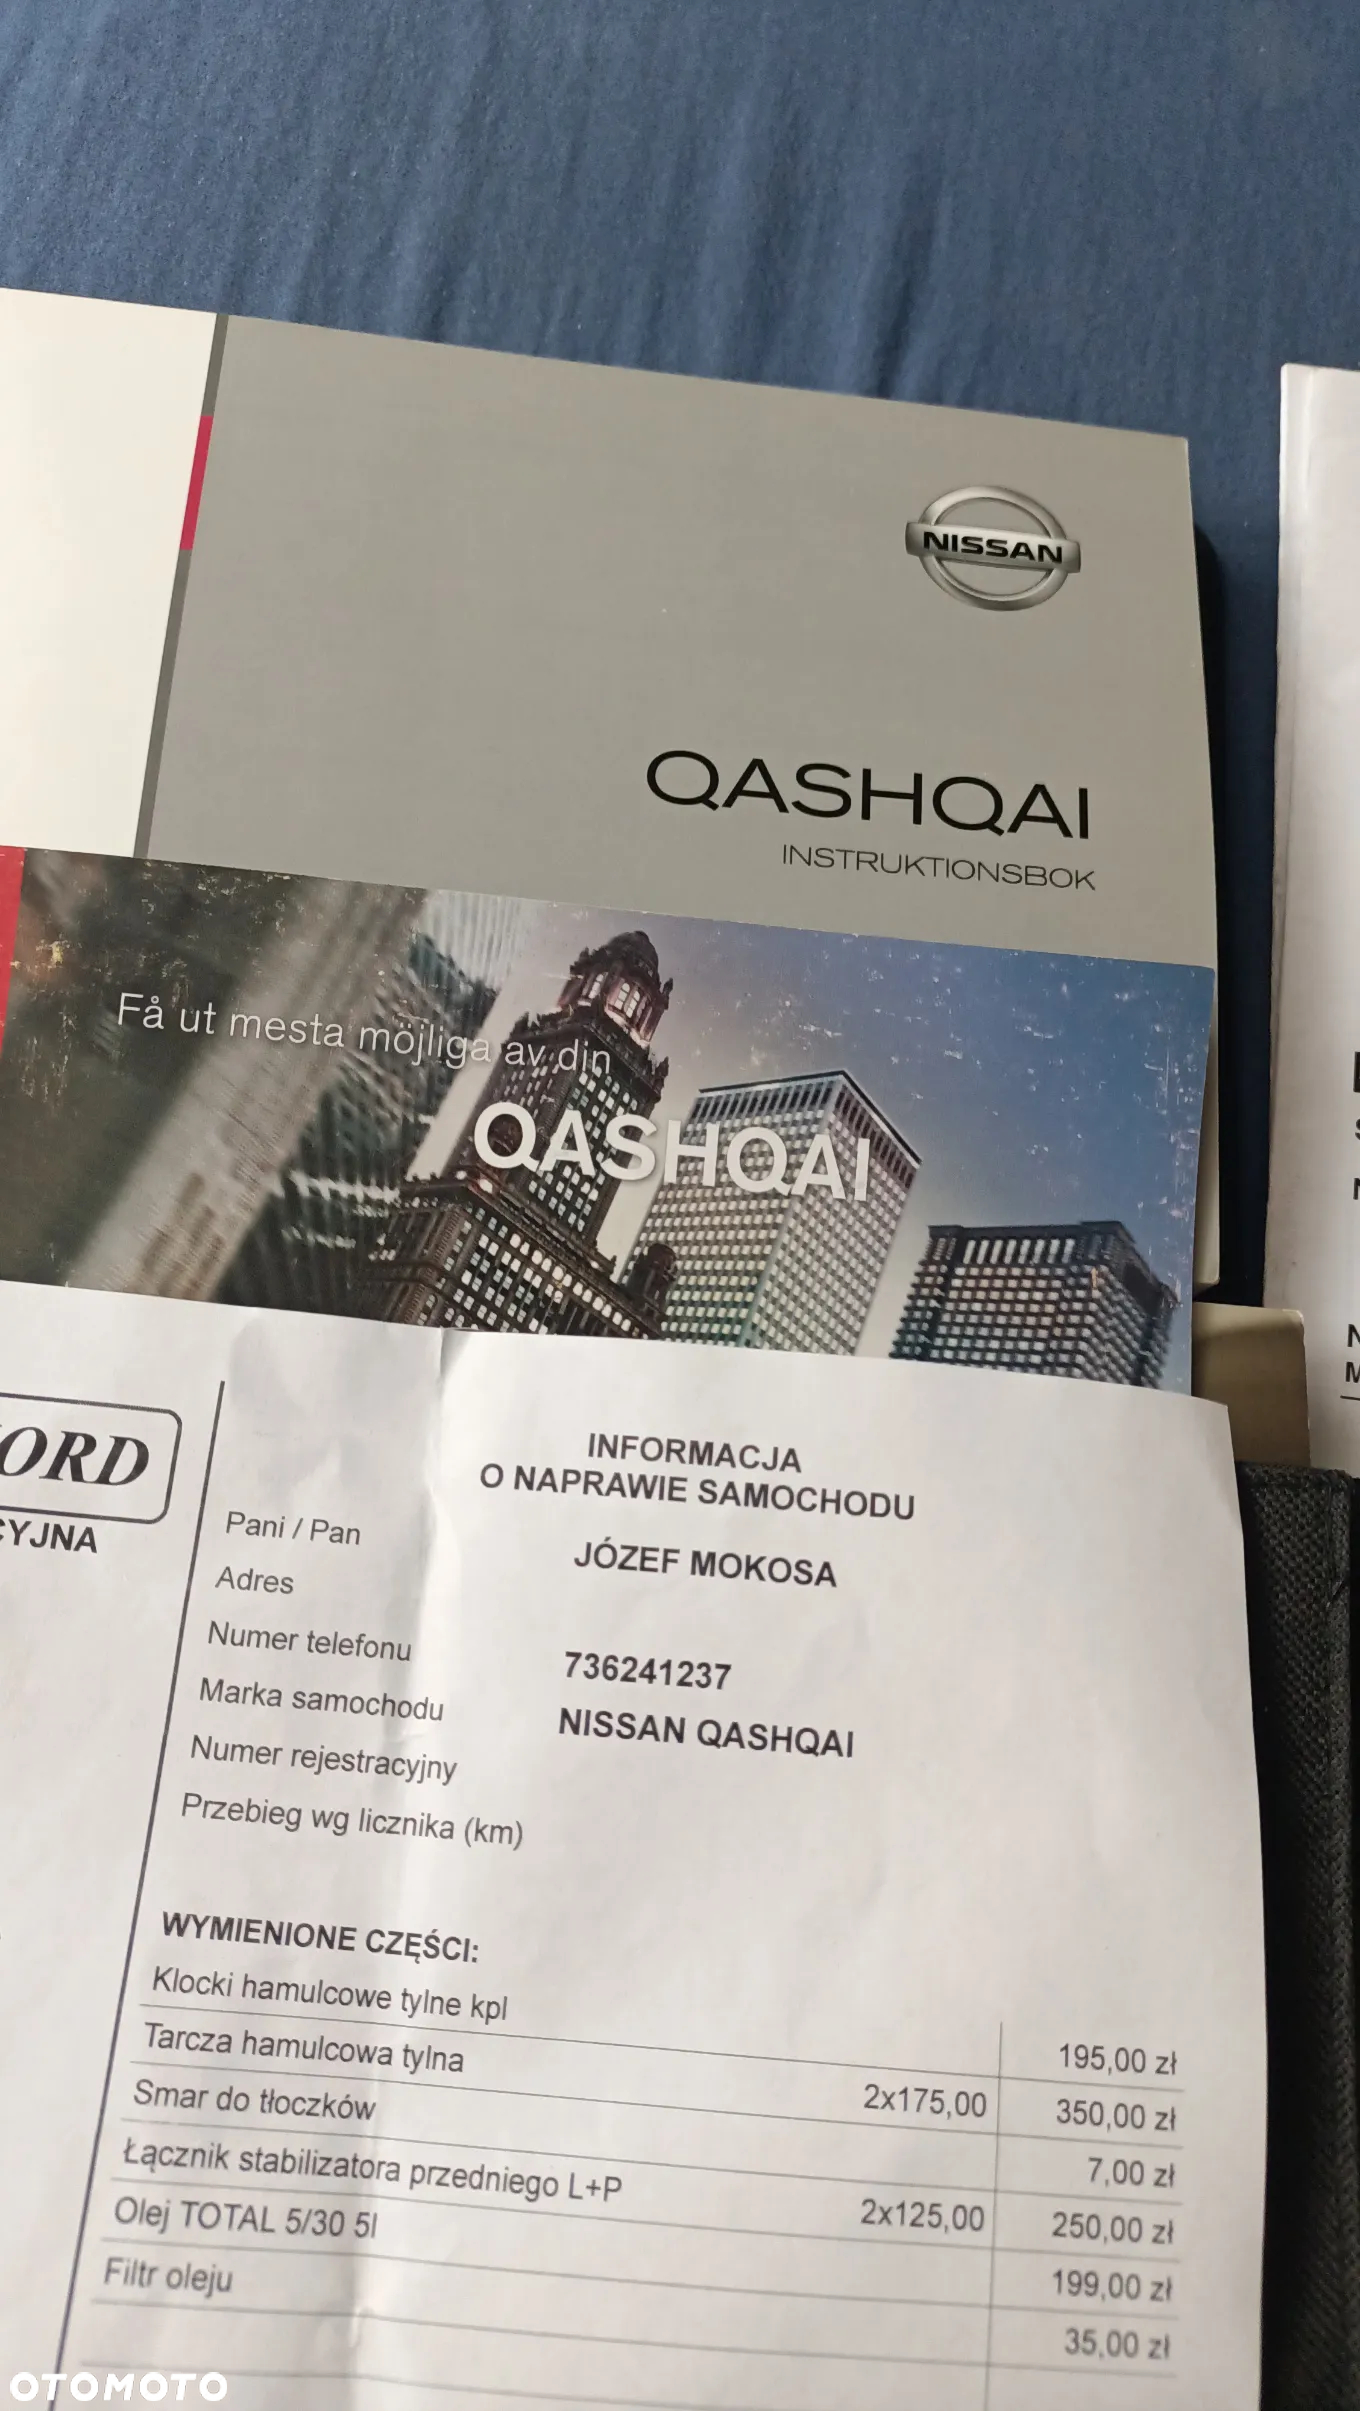 NISSAN
QASHQAI
INSTRUKTIONSBOK
Få ut mesta möjliga av din
QASHQAI
ORD
CYJNA
INFORMACJA
O NAPRAWIE SAMOCHODU
Pani / Pan JÓZEF MOKOSA
Adres
Numer telefonu 736241237
Marka samochodu NISSAN QASHQAI
Numer rejestracyjny
Przebieg wg licznika (km)
WYMIENIONE CZĘŚCI:
Klocki hamulcowe tylne kpl 195,00 zł
Tarcza hamulcowa tylna 2x175,00 350,00 zł
Smar do tłoczków 7,00 zł
Łącznik stabilizatora przedniego L+P 2x125,00 250,00 zł
Olej TOTAL 5/30 5l 199,00 zł
Filtr oleju 35,00 zł
OTOMOTO